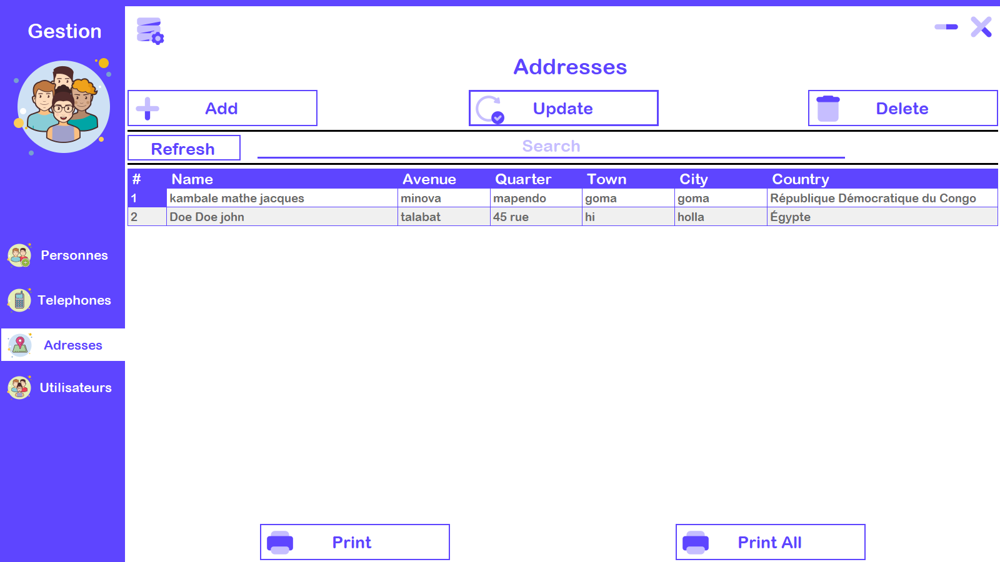 Gestion
Addresses
Add Update Delete
Refresh Search
# Name Avenue Quarter Town City Country
1 kambale mathe jacques minova mapendo goma goma République Démocratique du Congo
2 Doe Doe john talabat 45 rue hi holla Égypte
Personnes
Telephones
Adresses
Utilisateurs
Print Print All